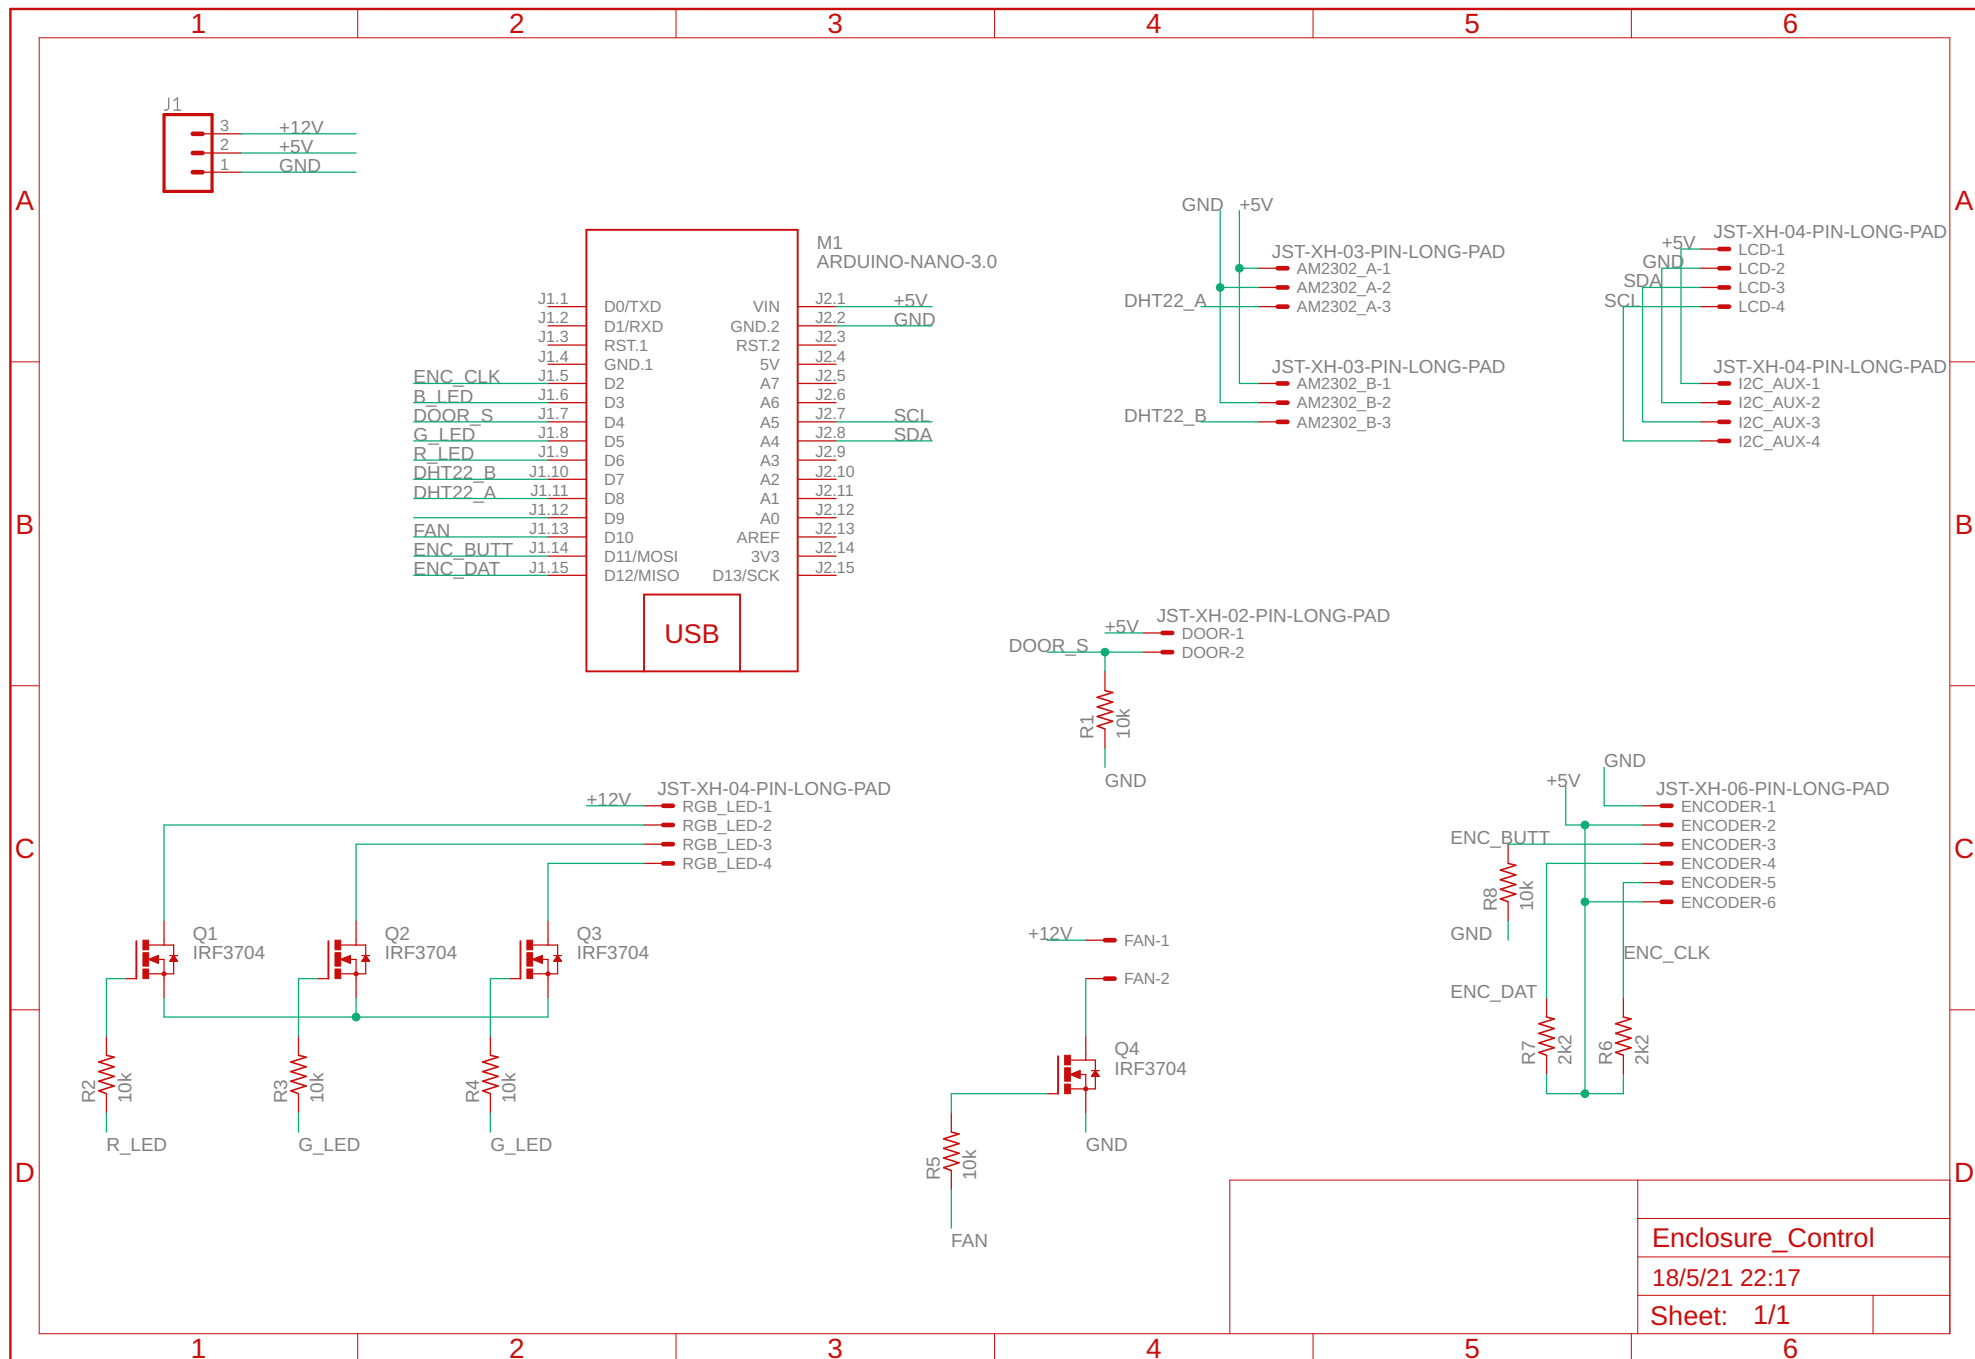 1 2 3 4 5 6
A A
B B
C C
D D
1 2 3 4 5 6
J1
3 +12V
2 +5V
1 GND
M1
ARDUINO-NANO-3.0
J1.1 D0/TXD VIN J2.1 +5V
J1.2 D1/RXD GND.2 J2.2 GND
J1.3 RST.1 RST.2 J2.3
J1.4 GND.1 5V J2.4
ENC_CLK J1.5 D2 A7 J2.5
B_LED J1.6 D3 A6 J2.6
DOOR_S J1.7 D4 A5 J2.7 SCL
G_LED J1.8 D5 A4 J2.8 SDA
R_LED J1.9 D6 A3 J2.9
DHT22_B J1.10 D7 A2 J2.10
DHT22_A J1.11 D8 A1 J2.11
J1.12 D9 A0 J2.12
FAN J1.13 D10 AREF J2.13
ENC_BUTT J1.14 D11/MOSI 3V3 J2.14
ENC_DAT J1.15 D12/MISO D13/SCK J2.15
USB
GND +5V
JST-XH-03-PIN-LONG-PAD
AM2302_A-1
AM2302_A-2
DHT22_A AM2302_A-3
JST-XH-03-PIN-LONG-PAD
AM2302_B-1
AM2302_B-2
DHT22_B AM2302_B-3
JST-XH-04-PIN-LONG-PAD
+5V LCD-1
GND LCD-2
SDA LCD-3
SCL LCD-4
JST-XH-04-PIN-LONG-PAD
I2C_AUX-1
I2C_AUX-2
I2C_AUX-3
I2C_AUX-4
JST-XH-02-PIN-LONG-PAD
+5V DOOR-1
DOOR_S DOOR-2
R1 10k
GND
JST-XH-04-PIN-LONG-PAD
+12V RGB_LED-1
RGB_LED-2
RGB_LED-3
RGB_LED-4
Q1 Q2 Q3
IRF3704 IRF3704 IRF3704
R2 10k R3 10k R4 10k
R_LED G_LED G_LED
+12V FAN-1
FAN-2
Q4
IRF3704
GND
R5 10k
FAN
GND
+5V
JST-XH-06-PIN-LONG-PAD
ENCODER-1
ENCODER-2
ENC_BUTT ENCODER-3
ENCODER-4
ENCODER-5
ENCODER-6
R8 10k
GND
ENC_CLK
ENC_DAT
R7 2k2 R6 2k2
Enclosure_Control
18/5/21 22:17
Sheet: 1/1